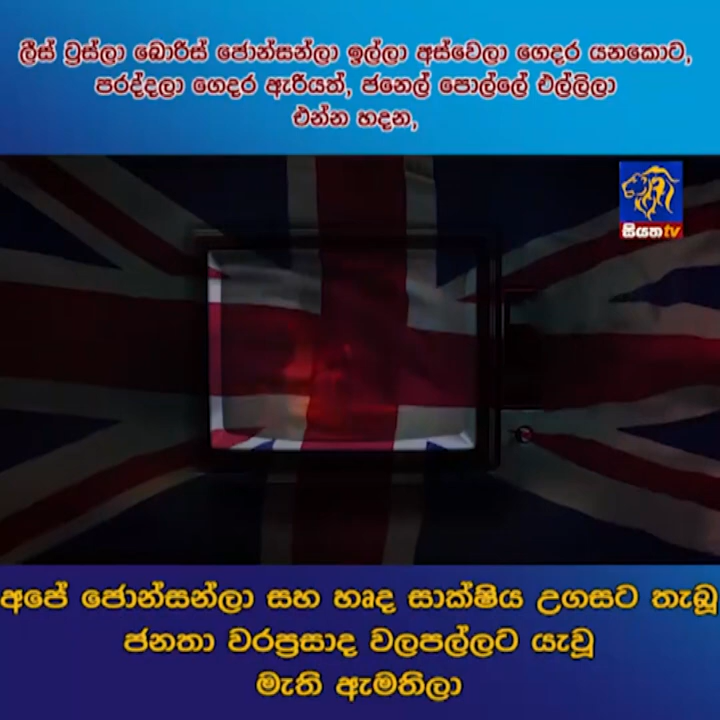 ලිස් ට්‍රස්ලා බොරිස් ජොන්සන්ලා ඉල්ලා අස්වෙලා ගෙදර යනකොට,
පරද්දලා ගෙදර ඇරියත්, ජනෙල් පොල්ලේ එල්ලිලා
එන්න හදන,
සියත tv
අපේ ජොන්සන්ලා සහ හෘද සාක්ෂිය උගසට තැබූ
ජනතා වරප්‍රසාද වලපල්ලට යැවූ
මැති ඇමතිලා